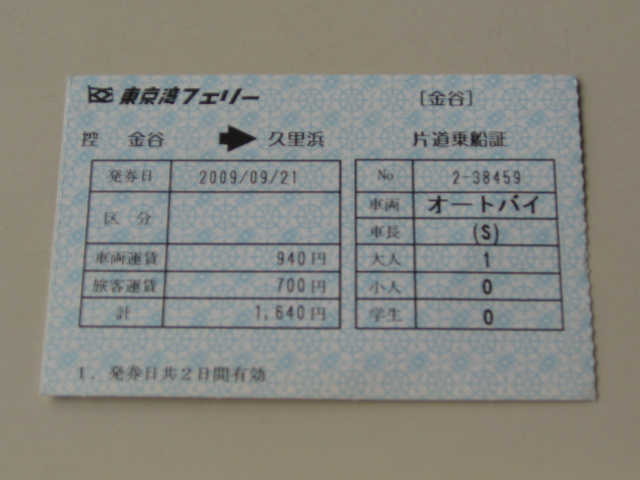 東京湾フェリー [金谷]
控 金谷 ➡ 久里浜 片道乗船証
発券日 2009/09/21
区分
車両運賃 940円
旅客運賃 700円
計 1,640円
No 2-38459
車両 オートバイ
車長 (S)
大人 1
小人 0
学生 0
1. 発券日共2日間有効